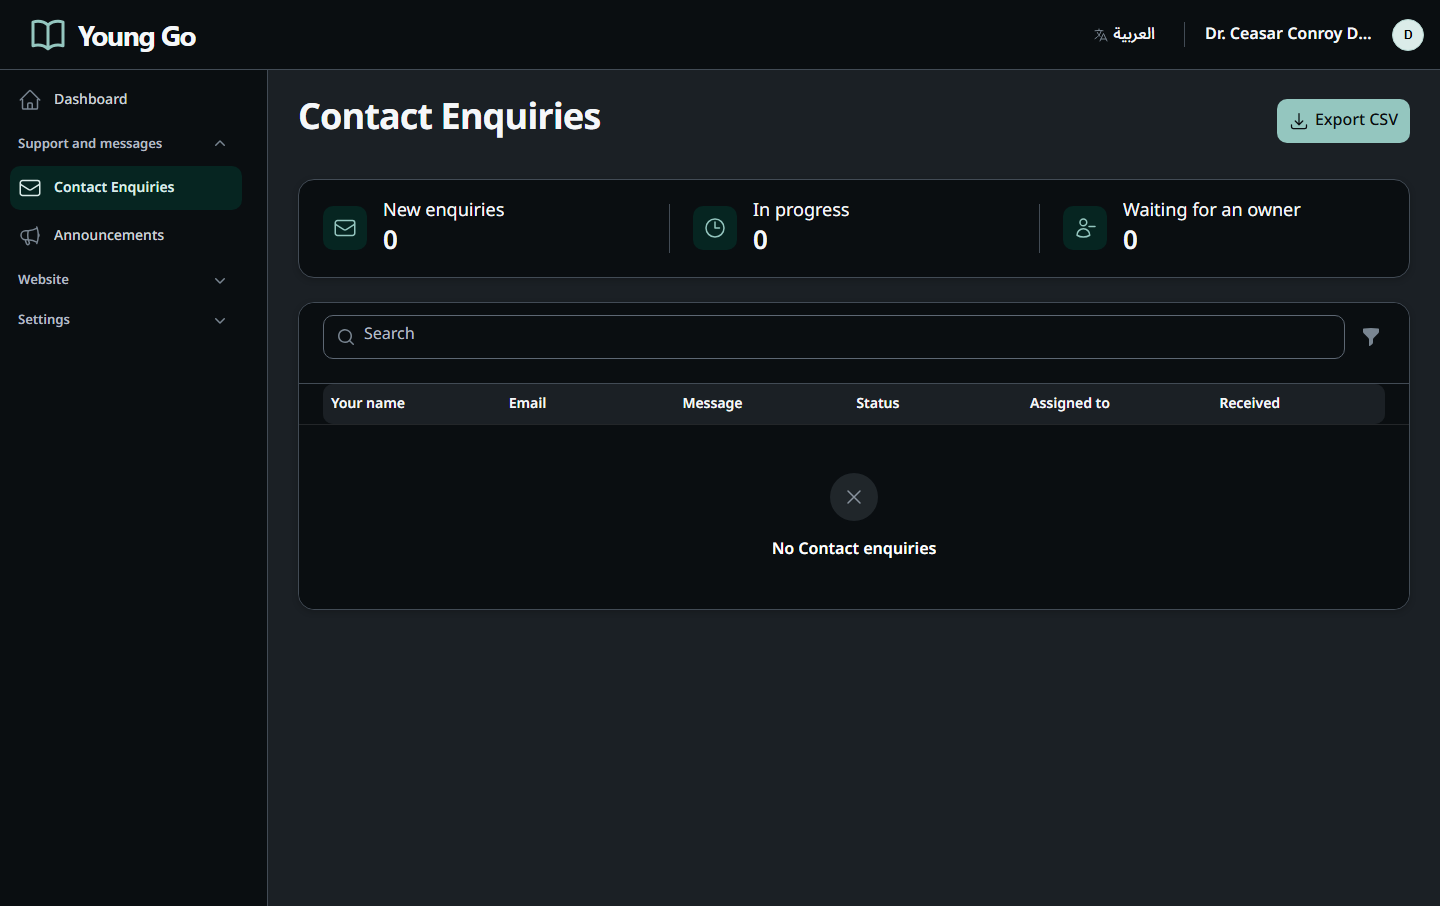 Young Go
العربية
Dr. Ceasar Conroy D...
D
Dashboard
Support and messages
Contact Enquiries
Announcements
Website
Settings
Contact Enquiries
Export CSV
New enquiries
0
In progress
0
Waiting for an owner
0
Search
Your name Email Message Status Assigned to Received
No Contact enquiries